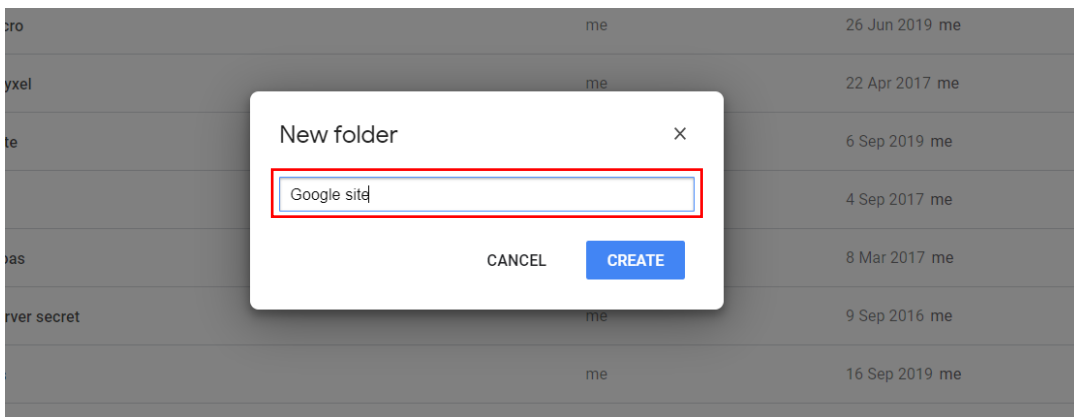 cro me 26 Jun 2019 me
yxel me 22 Apr 2017 me
New folder
te 6 Sep 2019 me
Google site
4 Sep 2017 me
CANCEL CREATE
bas 8 Mar 2017 me
rver secret me 9 Sep 2016 me
me 16 Sep 2019 me